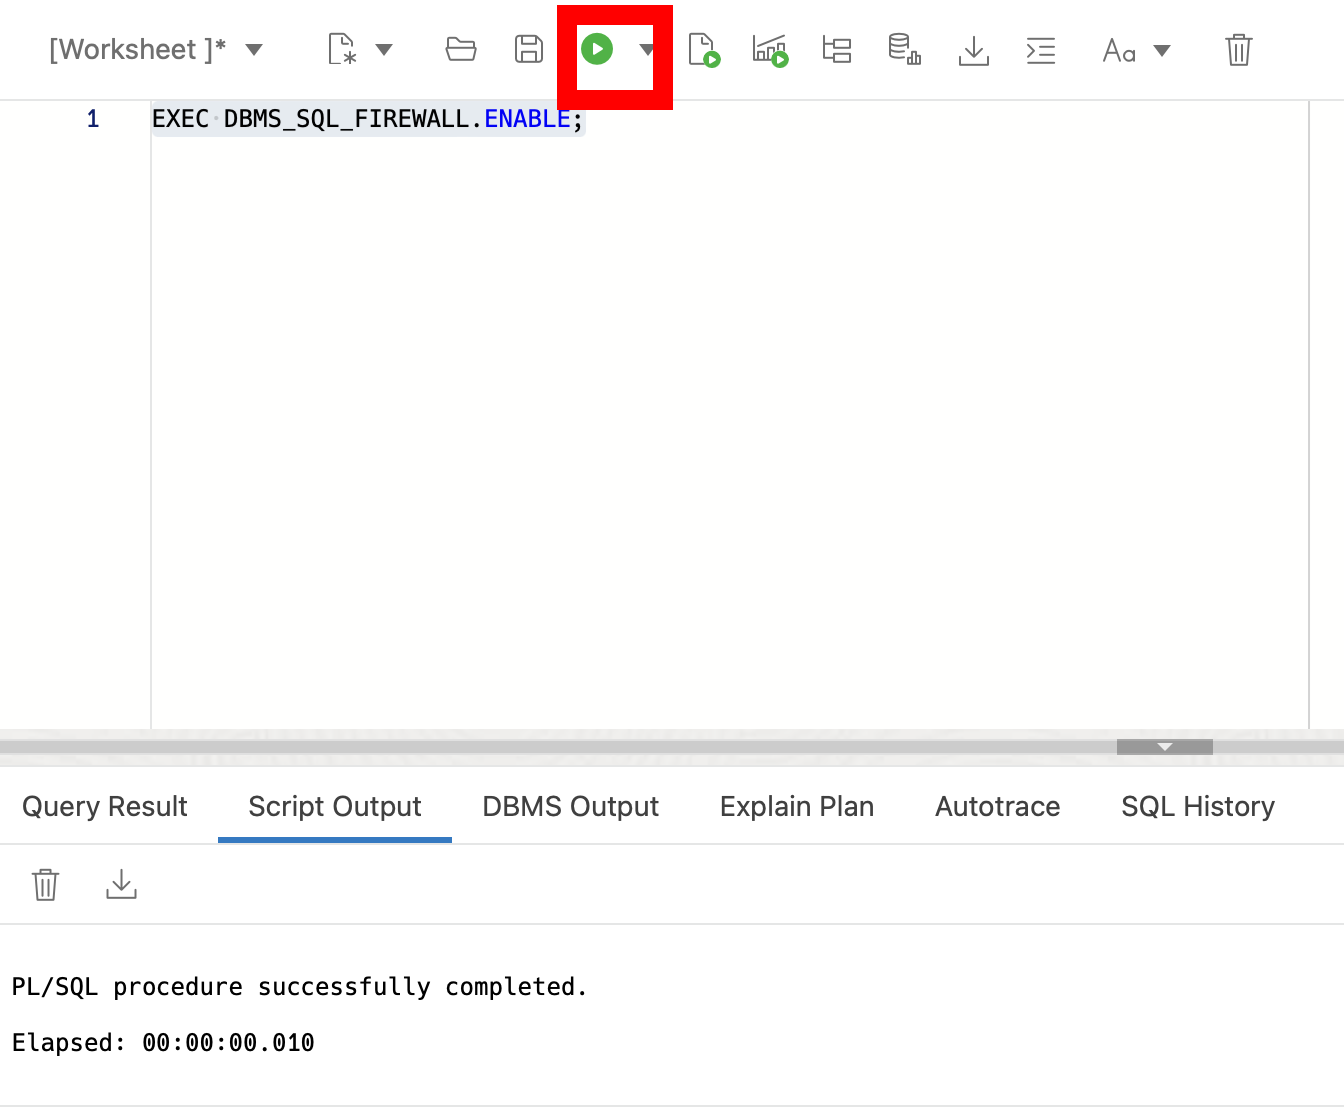 [Worksheet ]*
Aa
1 EXEC DBMS_SQL_FIREWALL.ENABLE;
Query Result Script Output DBMS Output Explain Plan Autotrace SQL History
PL/SQL procedure successfully completed.
Elapsed: 00:00:00.010